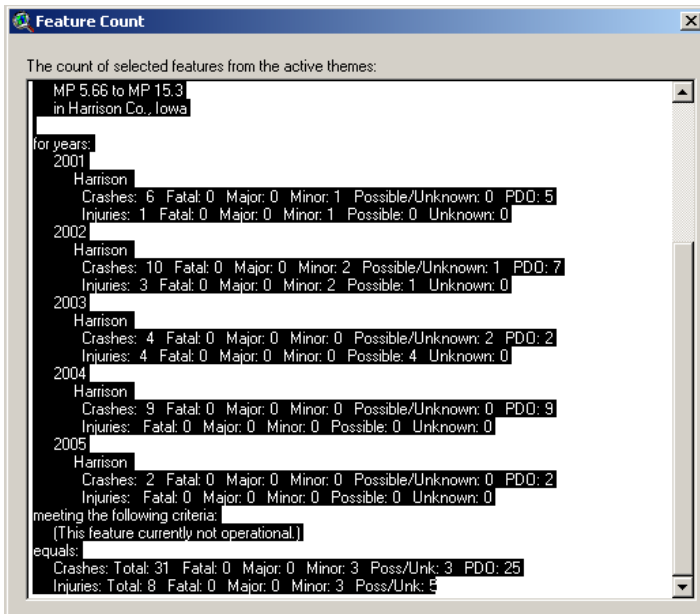 Feature Count
The count of selected features from the active themes:
MP 5.66 to MP 15.3
in Harrison Co., Iowa
for years:
2001
Harrison
Crashes: 6 Fatal: 0 Major: 0 Minor: 1 Possible/Unknown: 0 PDO: 5
Injuries: 1 Fatal: 0 Major: 0 Minor: 1 Possible: 0 Unknown: 0
2002
Harrison
Crashes: 10 Fatal: 0 Major: 0 Minor: 2 Possible/Unknown: 1 PDO: 7
Injuries: 3 Fatal: 0 Major: 0 Minor: 2 Possible: 1 Unknown: 0
2003
Harrison
Crashes: 4 Fatal: 0 Major: 0 Minor: 0 Possible/Unknown: 2 PDO: 2
Injuries: 4 Fatal: 0 Major: 0 Minor: 0 Possible: 4 Unknown: 0
2004
Harrison
Crashes: 9 Fatal: 0 Major: 0 Minor: 0 Possible/Unknown: 0 PDO: 9
Injuries: Fatal: 0 Major: 0 Minor: 0 Possible: 0 Unknown: 0
2005
Harrison
Crashes: 2 Fatal: 0 Major: 0 Minor: 0 Possible/Unknown: 0 PDO: 2
Injuries: Fatal: 0 Major: 0 Minor: 0 Possible: 0 Unknown: 0
meeting the following criteria:
(This feature currently not operational.)
equals:
Crashes: Total: 31 Fatal: 0 Major: 0 Minor: 3 Poss/Unk: 3 PDO: 25
Injuries: Total: 8 Fatal: 0 Major: 0 Minor: 3 Poss/Unk: 5